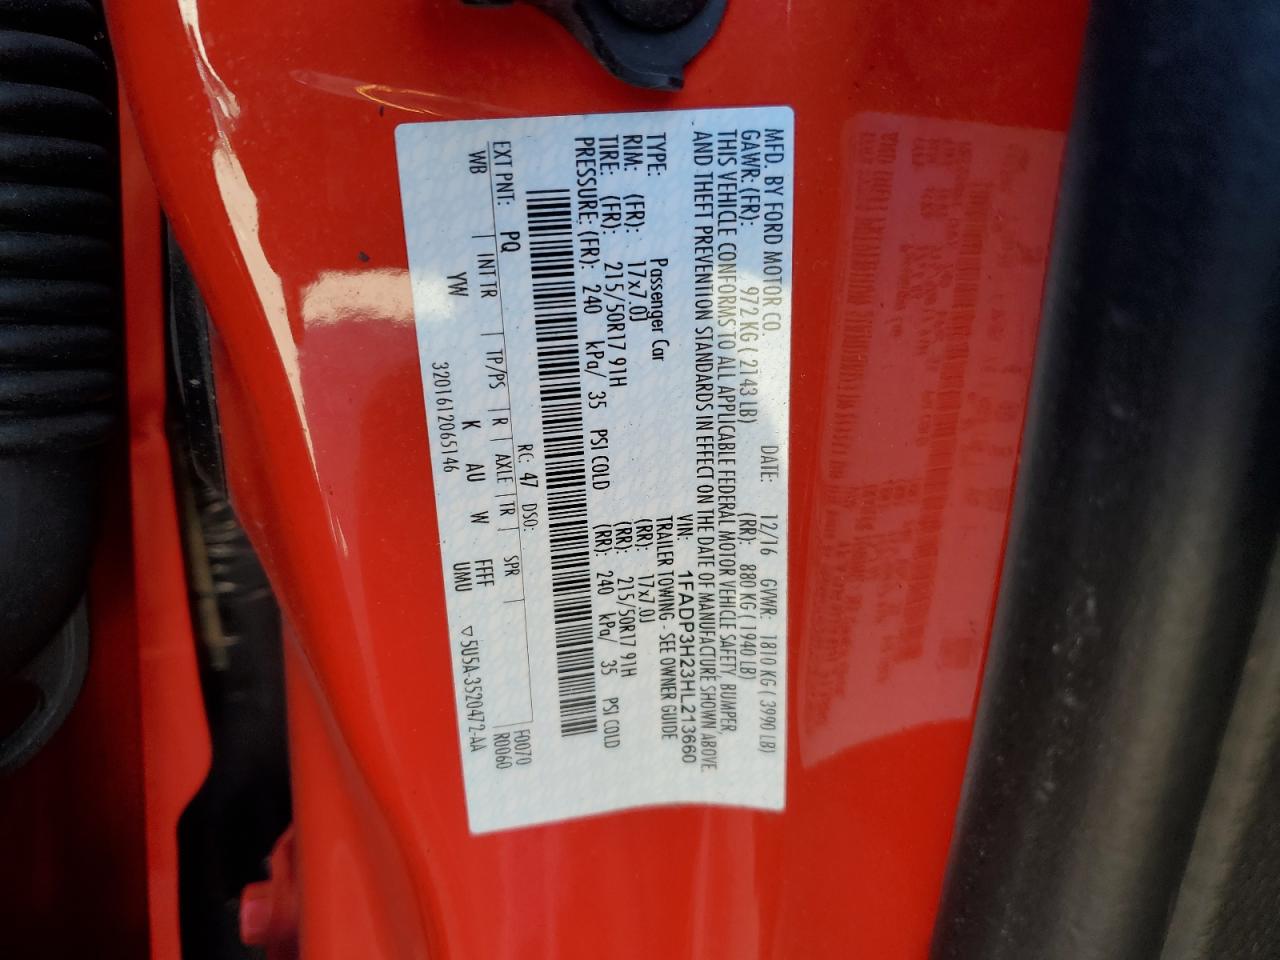 MFD. BY FORD MOTOR CO.
DATE: 12/16 GVWR: 1810 KG ( 3990 LB)
GAWR: (FR): 972 KG ( 2143 LB) (RR): 880 KG ( 1940 LB)
THIS VEHICLE CONFORMS TO ALL APPLICABLE FEDERAL MOTOR VEHICLE SAFETY, BUMPER,
AND THEFT PREVENTION STANDARDS IN EFFECT ON THE DATE OF MANUFACTURE SHOWN ABOVE.
VIN: 1FADP3H23HL213660
TYPE: Passenger Car TRAILER TOWING - SEE OWNER GUIDE
RIM: (FR): 17x7.0J (RR): 17x7.0J
TIRE: (FR): 215/50R17 91H (RR): 215/50R17 91H
PRESSURE: (FR): 240 kPa/ 35 PSI COLD (RR): 240 kPa/ 35 PSI COLD
RC: 47 DSO: F0070
EXT PNT: PQ R0060
WB INT TR TP/PS R AXLE TR SPR
YW K AU W FFFF
3201612065146 UMU ▽5U5A-3520472-AA